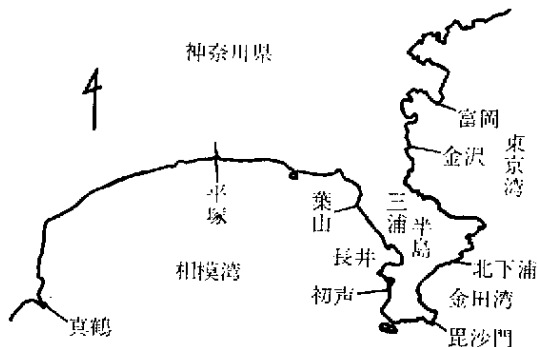 神奈川県
富岡
金沢
東京湾
平塚
葉山
三浦
半島
長井
北下浦
相模湾
初声
金田湾
真鶴
毘沙門